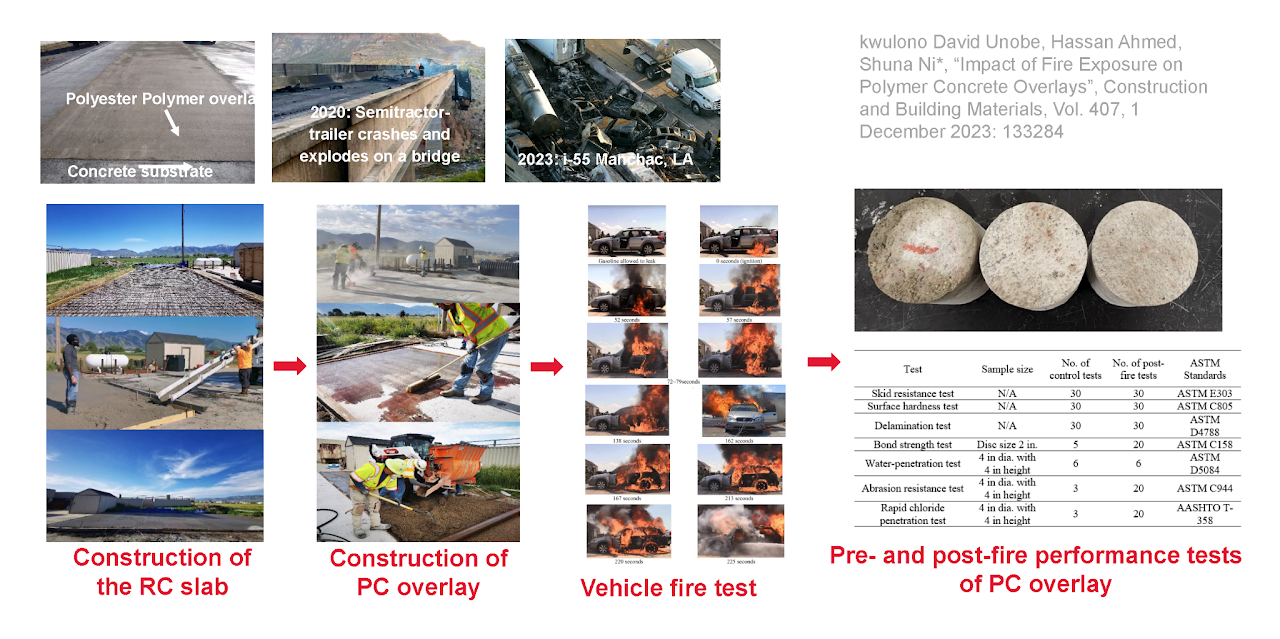 Polyester Polymer overla
Concrete substrate
2020: Semitractor-
trailer crashes and
explodes on a bridge
2023: i-55 Manchac, LA
kwulono David Unobe, Hassan Ahmed,
Shuna Ni*, “Impact of Fire Exposure on
Polymer Concrete Overlays”, Construction
and Building Materials, Vol. 407, 1
December 2023: 133284
Gasoline allowed to leak
0 seconds (ignition)
52 seconds
57 seconds
72~79seconds
138 seconds
162 seconds
167 seconds
213 seconds
220 seconds
225 seconds
Test Sample size No. of control tests No. of post-fire tests ASTM Standards
Skid resistance test N/A 30 30 ASTM E303
Surface hardness test N/A 30 30 ASTM C805
Delamination test N/A 30 30 ASTM D4788
Bond strength test Disc size 2 in. 5 20 ASTM C158
Water-penetration test 4 in dia. with 4 in height 6 6 ASTM D5084
Abrasion resistance test 4 in dia. with 4 in height 3 20 ASTM C944
Rapid chloride penetration test 4 in dia. with 4 in height 3 20 AASHTO T-358
Construction of
the RC slab
Construction of
PC overlay
Vehicle fire test
Pre- and post-fire performance tests
of PC overlay